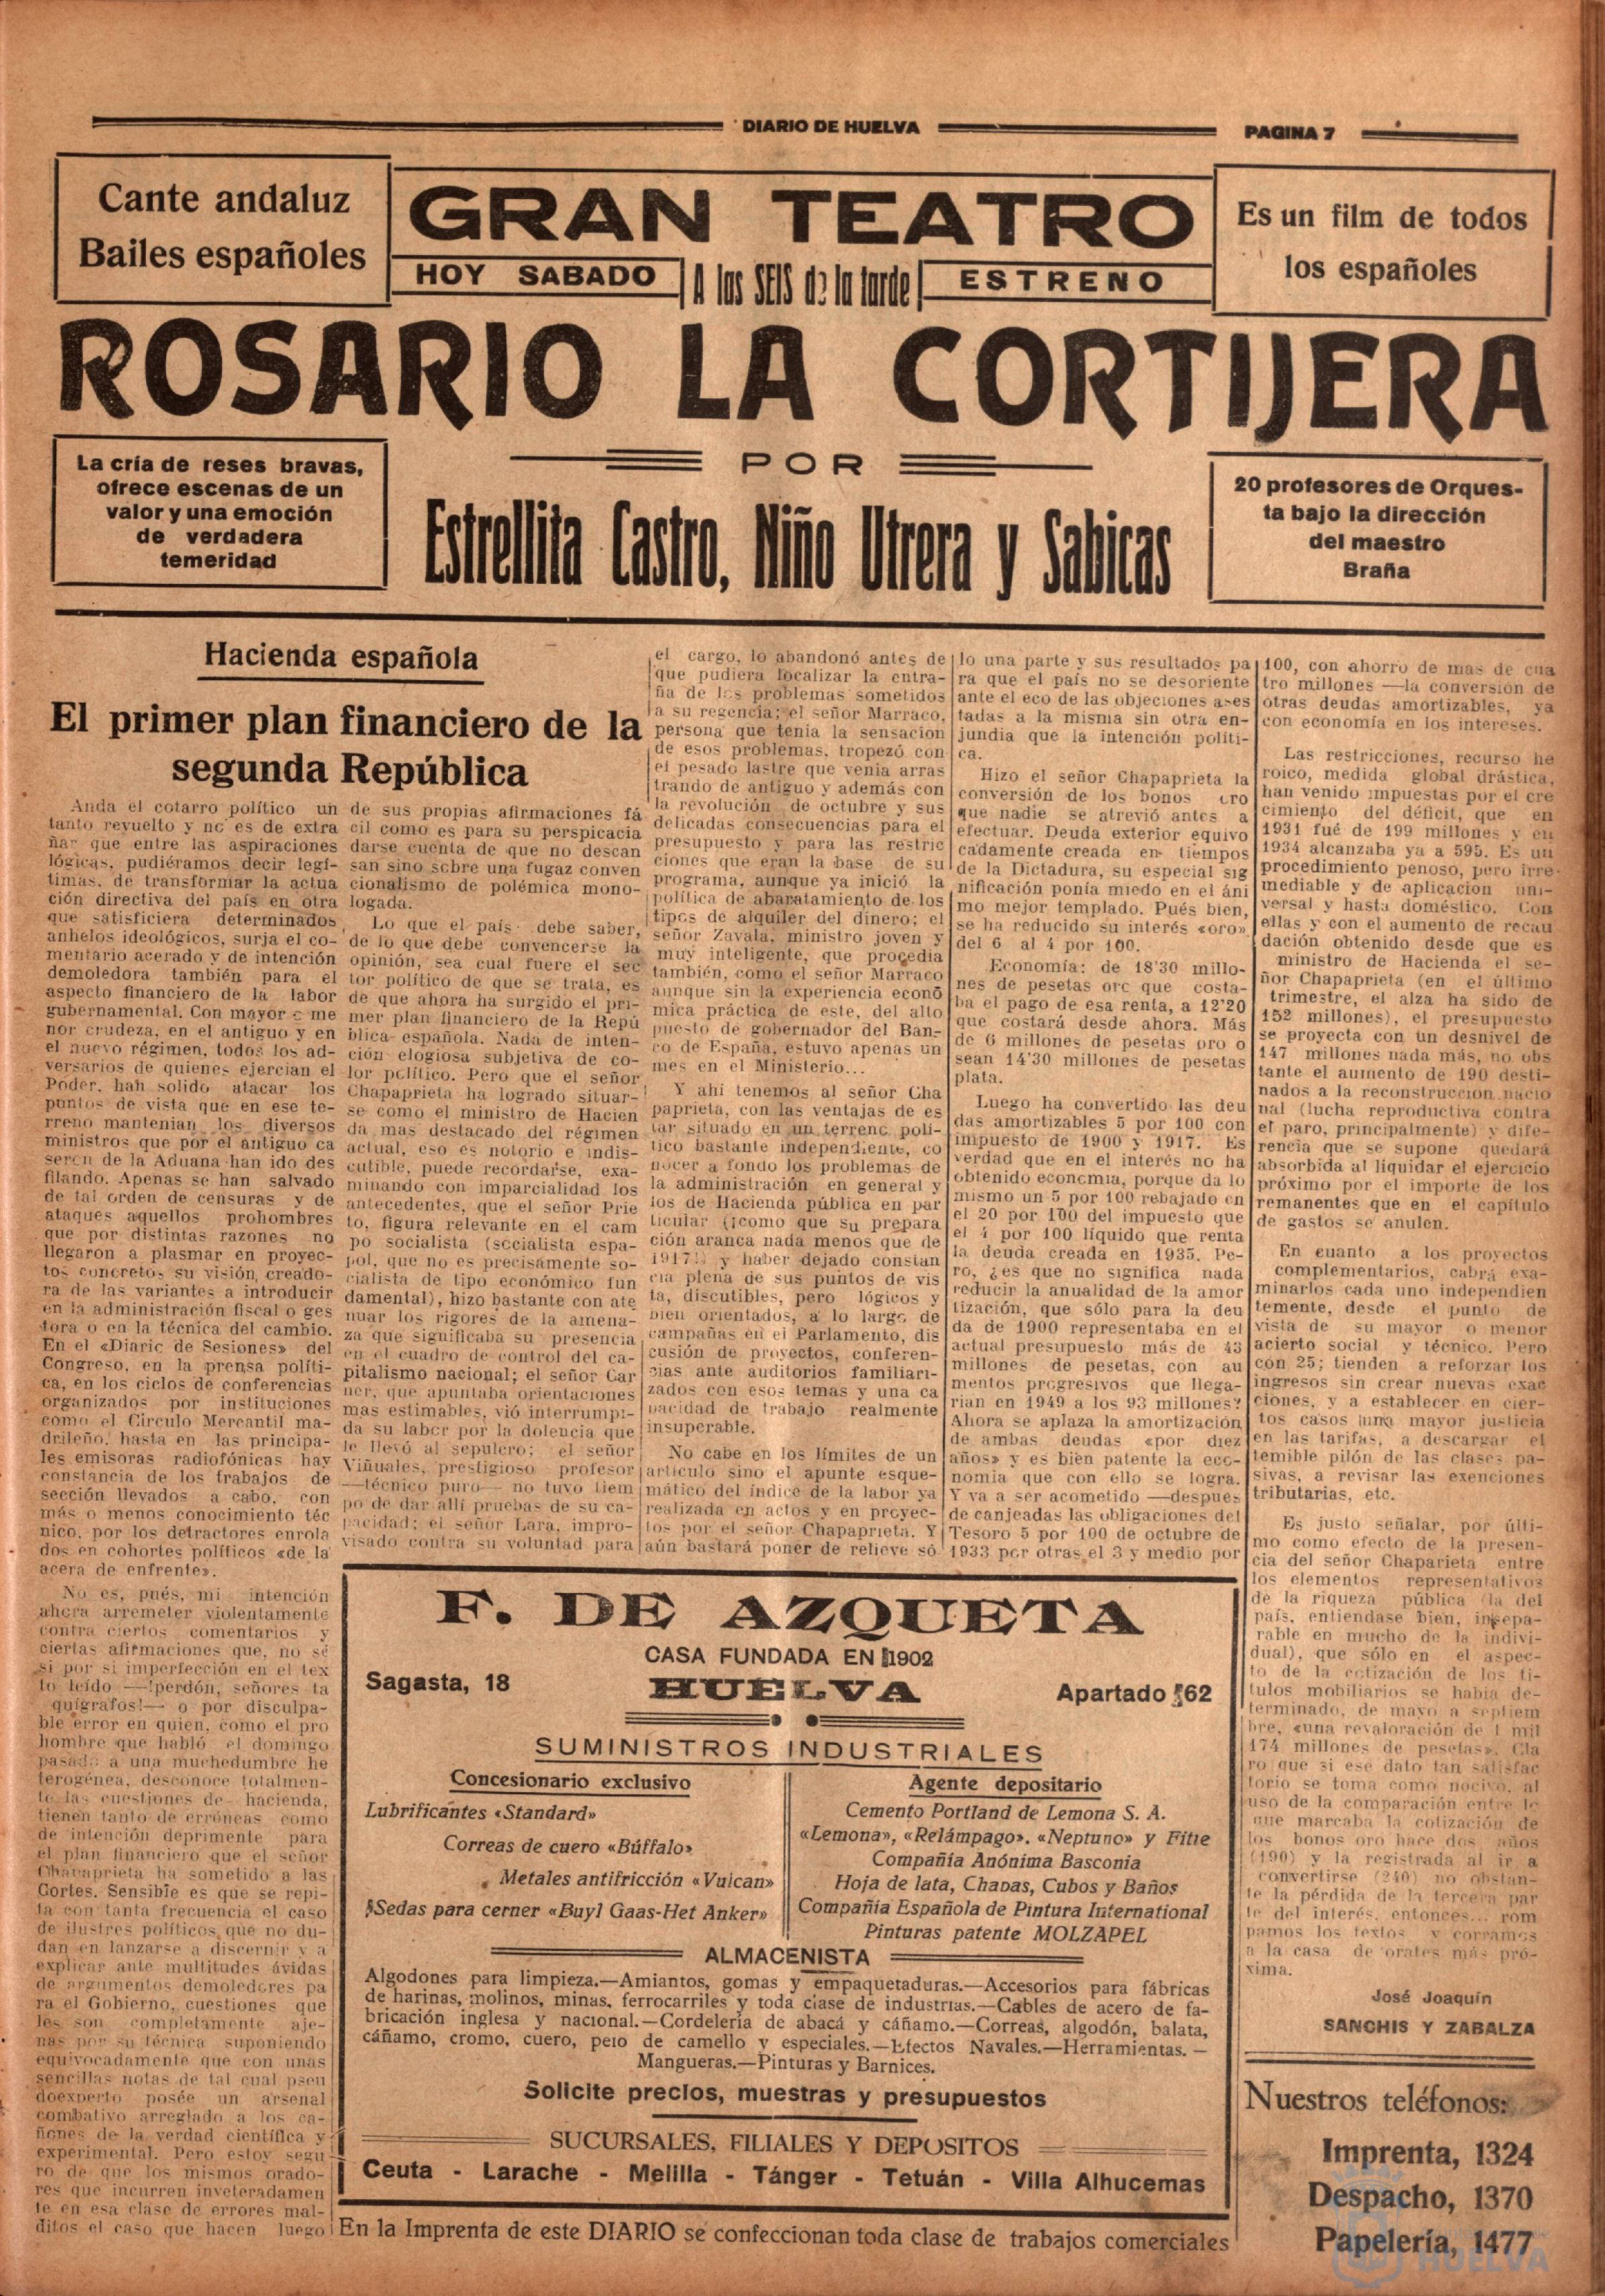 DIARIO DE HUELVA
PAGINA 7
Cante andaluz
Bailes españoles
GRAN TEATRO
HOY SABADO
A las SEIS de la tarde
ESTRENO
Es un film de todos
los españoles
ROSARIO LA CORTIJERA
La cría de reses bravas,
ofrece escenas de un
valor y una emoción
de verdadera
temeridad
POR
Estrellita Castro, Niño Utrera y Sabicas
20 profesores de Orques-
ta bajo la dirección
del maestro
Braña
Hacienda española
El primer plan financiero de la
segunda República
Anda el cotarro político un
tanto revuelto y no es de extra
ñar que entre las aspiraciones
lógicas, pudiéramos decir legí-
timas, de transformar la actua
ción directiva del país en otra
que satisficiera determinados
anhelos ideológicos, surja el co-
mentario acerado y de intención
demoledora también para el
aspecto financiero de la labor
gubernamental. Con mayor o me
nor crudeza, en el antiguo y en
el nuevo régimen, todos los ad-
versarios de quienes ejercían el
Poder, han solido atacar los
puntos de vista que en ese te-
rreno mantenían los diversos
ministros que por el antiguo ca
serón de la Aduana han ido des
filando. Apenas se han salvado
de tal orden de censuras y de
ataques aquellos prohombres
que por distintas razones no
llegaron a plasmar en proyec-
tos concretos su visión, creado-
ra de las variantes a introducir
en la administración fiscal o ges
tora o en la técnica del cambio.
En el «Diario de Sesiones» del
Congreso, en la prensa políti-
ca, en los ciclos de conferencias
organizados por instituciones
como el Círculo Mercantil ma-
drileño, hasta en las principa-
les emisoras radiofónicas hay
constancia de los trabajos de
sección llevados a cabo, con
más o menos conocimiento téc
nico, por los detractores enrola
dos en cohortes políticos «de la
acera de enfrente».
No es, pués, mi intención
ahora arremeter violentamente
contra ciertos comentarios y
ciertas afirmaciones que, no sé
si por si imperfección en el tex
to leído —!perdón, señores ta
quígrafos!— o por disculpa-
ble error en quien, como el pro
hombre que habló el domingo
pasado a una muchedumbre he
terogénea, desconoce totalmen-
te las cuestiones de hacienda,
tienen tanto de erróneas como
de intención deprimente para
el plan financiero que el señor
Chapaprieta ha sometido a las
Cortes. Sensible es que se repi-
ta con tanta frecuencia el caso
de ilustres políticos que no du-
dan en lanzarse a discernir y a
explicar ante multitudes ávidas
de argumentos demoledores pa
ra el Gobierno, cuestiones que
les son completamente aje-
nas por su técnica suponiendo
equivocadamente que con unas
sencillas notas de tal cual pseu
doexperto posée un arsenal
combativo arreglado a los ca-
ñones de la verdad científica y
experimental. Pero estoy segu
ro de que los mismos orado-
res que incurren inveteradamen
te en esa clase de errores mal-
ditos el caso que hacen luego
de sus propias afirmaciones fá
cil como es para su perspicacia
darse cuenta de que no descan
san sino sobre una fugaz conven
cionalismo de polémica mono-
logada.
Lo que el país debe saber,
de lo que debe convencerse la
opinión, sea cual fuere el sec
tor político de que se trata, es
de que ahora ha surgido el pri-
mer plan financiero de la Repú
blica española. Nada de inten-
ción elogiosa subjetiva de co-
lor político. Pero que el señor
Chapaprieta ha logrado situar-
se como el ministro de Hacien
da mas destacado del régimen
actual, eso es notorio e indis-
cutible, puede recordarse, exa-
minando con imparcialidad los
antecedentes, que el señor Prie
to, figura relevante en el cam
po socialista (socialista espa-
pol, que no es precisamente so-
cialista de tipo económico fun
damental), hizo bastante con ate
nuar los rigores de la amena-
za que significaba su presencia
en el cuadro de control del ca-
pitalismo nacional; el señor Car
ner, que apuntaba orientaciones
mas estimables, vió interrumpi-
da su labor por la dolencia que
le llevó al sepulcro; el señor
Viñuales, prestigioso profesor
—técnico puro— no tuvo tiem
po de dar allí pruebas de su ca-
pacidad; el señor Lara, impro-
visado contra su voluntad para
el cargo, lo abandonó antes de
que pudiera focalizar la entra-
ña de los problemas sometidos
a su regencia; el señor Marraco,
persona que tenía la sensación
de esos problemas, tropezó con
el pesado lastre que venía arras
trando de antiguo y además con
la revolución de octubre y sus
delicadas consecuencias para el
presupuesto y para las restric
ciones que eran la base de su
programa, aunque ya inició la
política de abaratamiento de los
tipos de alquiler del dinero; el
señor Zavala, ministro joven y
muy inteligente, que procedía
también, como el señor Marraco
aunque sin la experiencia econó
mica práctica de este, del alto
puesto de gobernador del Ban-
co de España, estuvo apenas un
mes en el Ministerio...
Y ahí tenemos al señor Cha
paprieta, con las ventajas de es
tar situado en un terreno polí-
tico bastante independiente, co
nocer a fondo los problemas de
la administración en general y
los de Hacienda pública en par
ticular (¡como que su prepara
ción aranca nada menos que de
1917!) y haber dejado constan
cia plena de sus puntos de vis
ta, discutibles, pero lógicos y
bien orientados, a lo largo de
campañas en el Parlamento, dis
cusión de proyectos, conferen-
cias ante auditorios familiari-
zados con esos temas y una ca
pacidad de trabajo realmente
insuperable.
No cabe en los límites de un
artículo sino el apunte esque-
mático del índice de la labor ya
realizada en actos y en proyec-
tos por el señor Chapaprieta. Y
aún bastará poner de relieve só
lo una parte y sus resultados pa
ra que el país no se desoriente
ante el eco de las objeciones ases
tadas a la misma sin otra en-
jundia que la intención políti-
ca.
Hizo el señor Chapaprieta la
conversión de los bonos oro
que nadie se atrevió antes a
efectuar. Deuda exterior equivo
cadamente creada en tiempos
de la Dictadura, su especial sig
nificación ponía miedo en el áni
mo mejor templado. Pués bien,
se ha reducido su interés «oro»
del 6 al 4 por 100.
Economía: de 18'30 millo-
nes de pesetas oro que costa-
ba el pago de esa renta, a 12'20
que costará desde ahora. Más
de 6 millones de pesetas oro o
sean 14'30 millones de pesetas
plata.
Luego ha convertido las deu
das amortizables 5 por 100 con
impuesto de 1900 y 1917. Es
verdad que en el interés no ha
obtenido economía, porque da lo
mismo un 5 por 100 rebajado en
el 20 por 100 del impuesto que
el 4 por 100 líquido que renta
la deuda creada en 1935. Pe-
ro, ¿es que no significa nada
reducir la anualidad de la amor
tización, que sólo para la deu
da de 1900 representaba en el
actual presupuesto más de 43
millones de pesetas, con au
mentos progresivos que llega-
rían en 1949 a los 93 millones?
Ahora se aplaza la amortización
de ambas deudas «por diez
años» y es bien patente la eco-
nomía que con ello se logra.
Y va a ser acometido —despues
de canjeadas las obligaciones del
Tesoro 5 por 100 de octubre de
1933 por otras el 3 y medio por
100, con ahorro de mas de cua
tro millones —la conversión de
otras deudas amortizables, ya
con economía en los intereses.
Las restricciones, recurso he
roico, medida global drástica,
han venido impuestas por el cre
cimiento del déficit, que en
1931 fué de 199 millones y en
1934 alcanzaba ya a 595. Es un
procedimiento penoso, pero irre-
mediable y de aplicacion uni-
versal y hasta doméstico. Con
ellas y con el aumento de recau
dación obtenido desde que es
ministro de Hacienda el se-
ñor Chapaprieta (en el último
trimestre, el alza ha sido de
152 millones), el presupuesto
se proyecta con un desnivel de
147 millones nada más, no obs
tante el aumento de 190 desti-
nados a la reconstrucción nacio
nal (lucha reproductiva contra
el paro, principalmente) y dife-
rencia que se supone quedará
absorbida al liquidar el ejercicio
próximo por el importe de los
remanentes que en el capítulo
de gastos se anulen.
En cuanto a los proyectos
complementarios, cabrá exa-
minarlos cada uno independien
temente, desde el punto de
vista de su mayor o menor
acierto social y técnico. Pero
con 25; tienden a reforzar los
ingresos sin crear nuevas exac
ciones, y a establecer en cier-
tos casos una mayor justicia
en las tarifas, a descargar el
temible pilón de las clases pa-
sivas, a revisar las exenciones
tributarias, etc.
Es justo señalar, por últi-
mo como efecto de la presen-
cia del señor Chaparieta entre
los elementos representativos
de la riqueza pública (la del
país, entiendase bien, insepa-
rable en mucho de la indivi-
dual), que sólo en el aspec-
to de la cotización de los tí-
tulos mobiliarios se había de-
terminado, de mayo a septiem
bre, «una revaloración de 1 mil
174 millones de pesetas». Cla
ro que si ese dato tan satisfac
torio se toma como nocivo, al
uso de la comparación entre lo
que marcaba la cotización de
los bonos oro hace dos años
(190) y la registrada al ir a
convertirse (240) no obstan-
te la pérdida de la tercera par
te del interés, entonces... rom
pamos los textos y corramos
a la casa de orates más pró-
xima.
José Joaquín
SANCHIS Y ZABALZA
F. DE AZQUETA
CASA FUNDADA EN 1902
Sagasta, 18
HUELVA
Apartado 62
SUMINISTROS INDUSTRIALES
Concesionario exclusivo
Lubrificantes «Standard»
Correas de cuero «Búffalo»
Metales antifricción «Vulcan»
Sedas para cerner «Buyl Gaas-Het Anker»
Agente depositario
Cemento Portland de Lemona S. A.
«Lemona», «Relámpago», «Neptuno» y Fitie
Compañía Anónima Basconia
Hoja de lata, Chapas, Cubos y Baños
Compañía Española de Pintura International
Pinturas patente MOLZAPEL
ALMACENISTA
Algodones para limpieza.—Amiantos, gomas y empaquetaduras.—Accesorios para fábricas
de harinas, molinos, minas, ferrocarriles y toda clase de industrias.—Cables de acero de fa-
bricación inglesa y nacional.—Cordelería de abacá y cáñamo.—Correas, algodón, balata,
cáñamo, cromo, cuero, pelo de camello y especiales.—Efectos Navales.—Herramientas.—
Mangueras.—Pinturas y Barnices.
Solicite precios, muestras y presupuestos
SUCURSALES, FILIALES Y DEPOSITOS
Ceuta - Larache - Melilla - Tánger - Tetuán - Villa Alhucemas
En la Imprenta de este DIARIO se confeccionan toda clase de trabajos comerciales
Nuestros teléfonos:
Imprenta, 1324
Despacho, 1370
Papelería, 1477
HUELVA